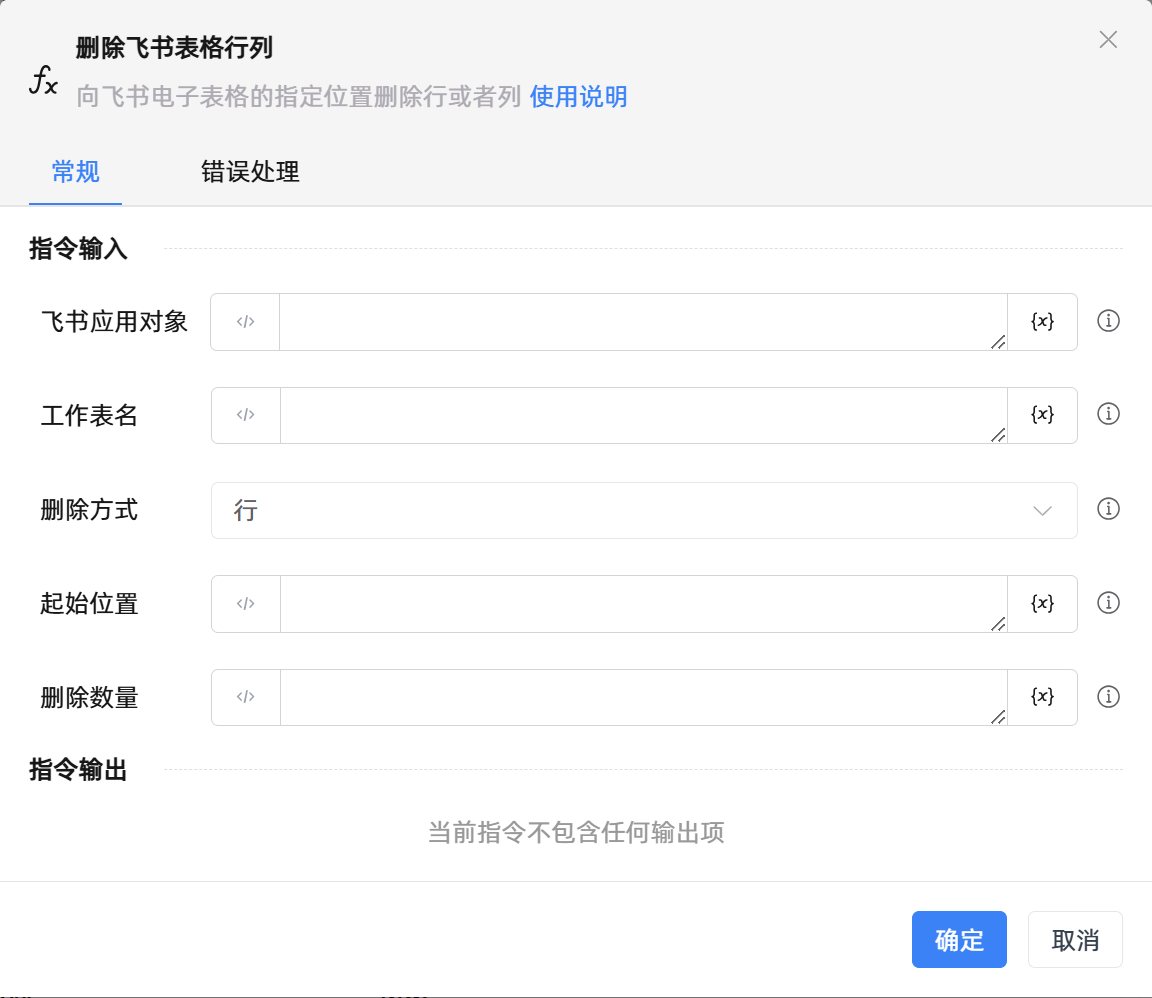 删除飞书表格行列
fx
向飞书电子表格的指定位置删除行或者列 使用说明
常规 错误处理
指令输入
飞书应用对象 </> {x}
工作表名 </> {x}
删除方式 行
起始位置 </> {x}
删除数量 </> {x}
指令输出
当前指令不包含任何输出项
确定 取消